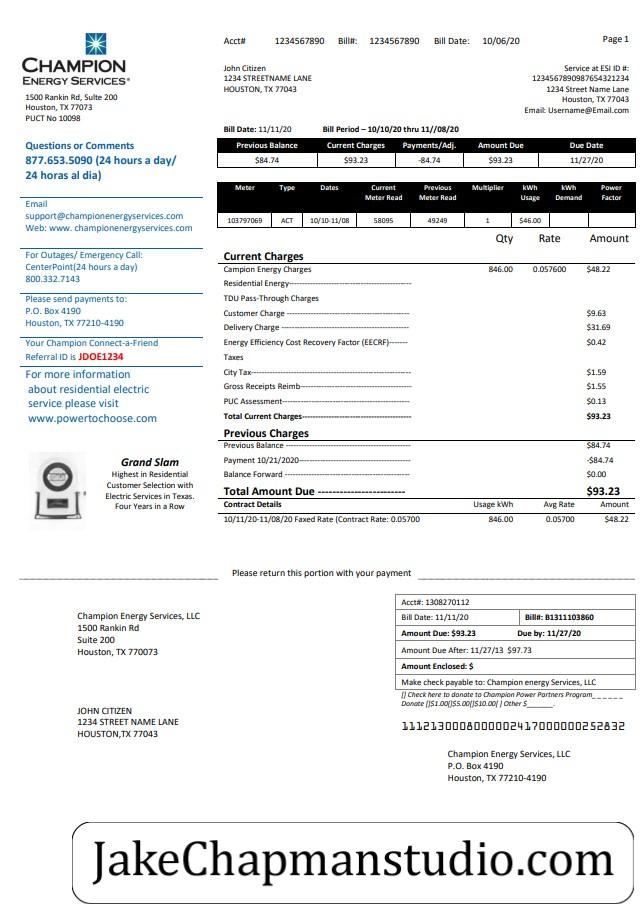 CHAMPION
ENERGY SERVICES®
1500 Rankin Rd, Suite 200
Houston, TX 77073
PUCT No 10098
Acct#    1234567890    Bill#:    1234567890    Bill Date:    10/06/20    Page 1
John Citizen
1234 STREETNAME LANE
HOUSTON, TX 77043
Service at ESI ID #:
1234567890987654321234
1234 Street Name Lane
Houston, TX 77043
Email: Username@Email.com
Questions or Comments
877.653.5090 (24 hours a day/
24 horas al dia)
Email
support@championenergyservices.com
Web: www. championenergyservices.com
For Outages/ Emergency Call:
CenterPoint(24 hours a day)
800.332.7143
Please send payments to:
P.O. Box 4190
Houston, TX 77210-4190
Your Champion Connect-a-Friend
Referral ID is JDOE1234
For more information
about residential electric
service please visit
www.powertochoose.com
Grand Slam
Highest in Residential
Customer Selection with
Electric Services in Texas.
Four Years in a Row
Bill Date: 11/11/20    Bill Period – 10/10/20 thru 11//08/20
Previous Balance    Current Charges    Payments/Adj.    Amount Due    Due Date
$84.74    $93.23    -84.74    $93.23    11/27/20
Meter    Type    Dates    Current Meter Read    Previous Meter Read    Multiplier    kWh Usage    kWh Demand    Power Factor
103797069    ACT    10/10-11/08    58095    49249    1    $46.00
Qty    Rate    Amount
Current Charges
Campion Energy Charges    846.00    0.057600    $48.22
Residential Energy------------------------------------------
TDU Pass-Through Charges
Customer Charge ------------------------------------------    $9.63
Delivery Charge ------------------------------------------    $31.69
Energy Efficiency Cost Recovery Factor (EECRF)------    $0.42
Taxes
City Tax------------------------------------------    $1.59
Gross Receipts Reimb------------------------------------------    $1.55
PUC Assessment------------------------------------------    $0.13
Total Current Charges------------------------------------    $93.23
Previous Charges
Previous Balance ------------------------------------------    $84.74
Payment 10/21/2020------------------------------------------    -$84.74
Balance Forward ------------------------------------------    $0.00
Total Amount Due ------------------------    $93.23
Contract Details    Usage kWh    Avg Rate    Amount
10/11/20-11/08/20 Faxed Rate (Contract Rate: 0.05700    846.00    0.05700    $48.22
Please return this portion with your payment
Champion Energy Services, LLC
1500 Rankin Rd
Suite 200
Houston, TX 770073
Acct#: 1308270112
Bill Date: 11/11/20    Bill#: B1311103860
Amount Due: $93.23    Due by: 11/27/20
Amount Due After: 11/27/13  $97.73
Amount Enclosed: $
Make check payable to: Champion energy Services, LLC
[] Check here to donate to Champion Power Partners Program______
Donate []$1.00[]$5.00[]$10.00[ ] Other $______.
JOHN CITIZEN
1234 STREET NAME LANE
HOUSTON,TX 77043
11121300080000024170000002528​32
Champion Energy Services, LLC
P.O. Box 4190
Houston, TX 77210-4190
JakeChapmanstudio.com